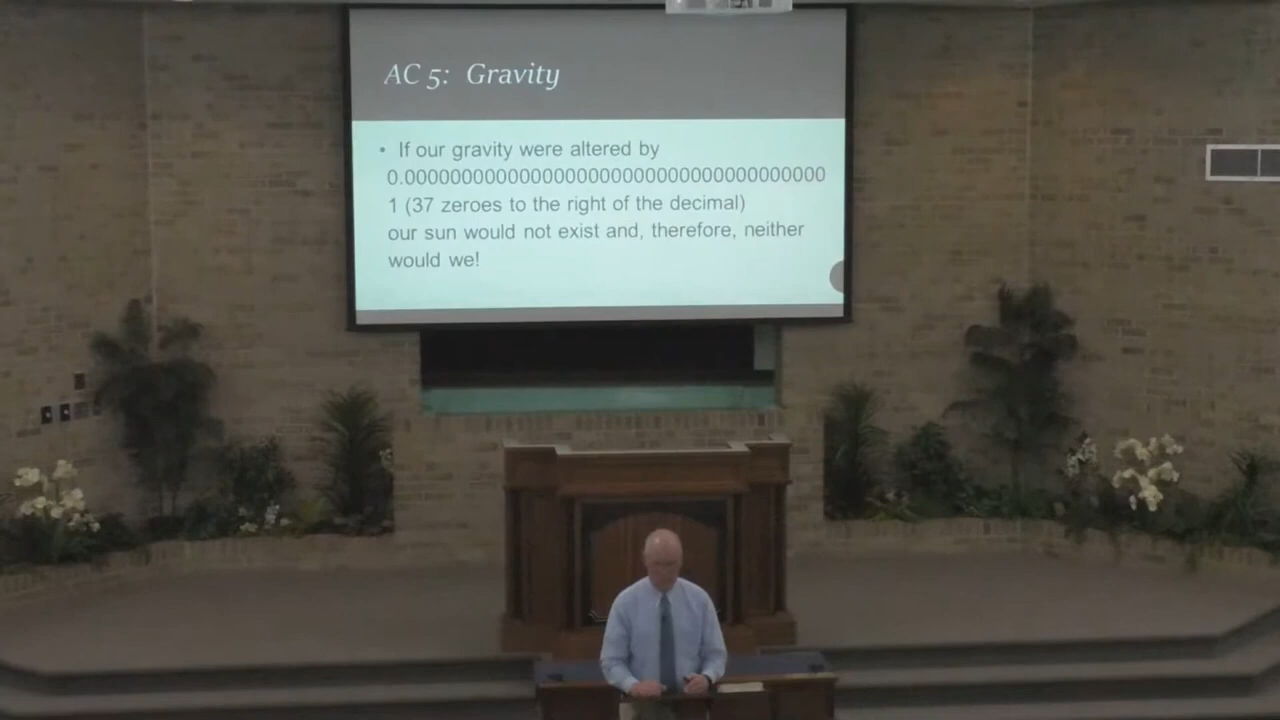 AC 5: Gravity
• If our gravity were altered by
0.0000000000000000000000000000000000000
1 (37 zeroes to the right of the decimal)
our sun would not exist and, therefore, neither
would we!